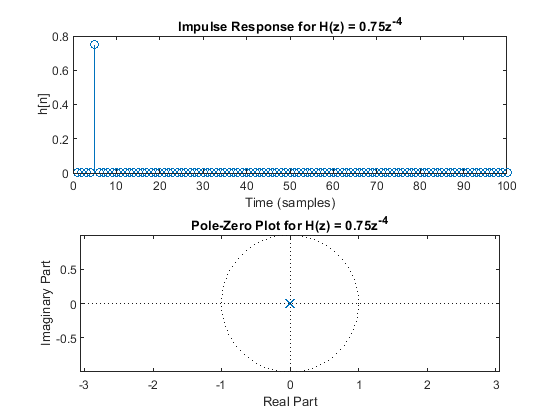 Impulse Response for H(z) = 0.75z^-4
0.8
0.6
0.4
0.2
0
h[n]
0 10 20 30 40 50 60 70 80 90 100
Time (samples)
Pole-Zero Plot for H(z) = 0.75z^-4
0.5
0
-0.5
Imaginary Part
-3 -2 -1 0 1 2 3
Real Part